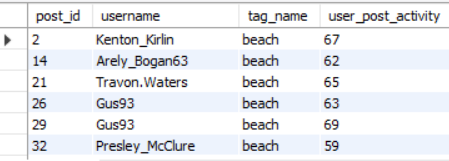 post_id username tag_name user_post_activity
2 Kenton_Kirlin beach 67
14 Arely_Bogan63 beach 62
21 Travon.Waters beach 65
26 Gus93 beach 63
29 Gus93 beach 69
32 Presley_McClure beach 59